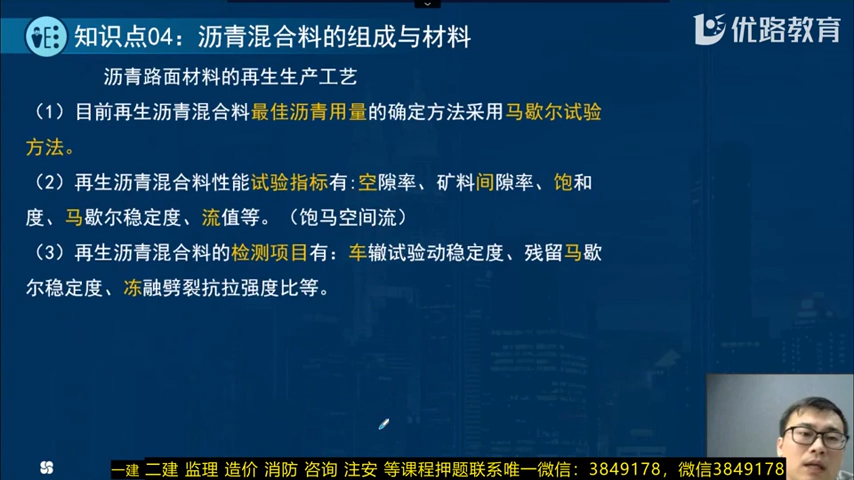 知识点04：沥青混合料的组成与材料
优路教育
沥青路面材料的再生生产工艺
（1）目前再生沥青混合料最佳沥青用量的确定方法采用马歇尔试验
方法。
（2）再生沥青混合料性能试验指标有:空隙率、矿料间隙率、饱和
度、马歇尔稳定度、流值等。（饱马空间流）
（3）再生沥青混合料的检测项目有：车辙试验动稳定度、残留马歇
尔稳定度、冻融劈裂抗拉强度比等。
一建 二建 监理 造价 消防 咨询 注安 等课程押题联系唯一微信：3849178，微信3849178